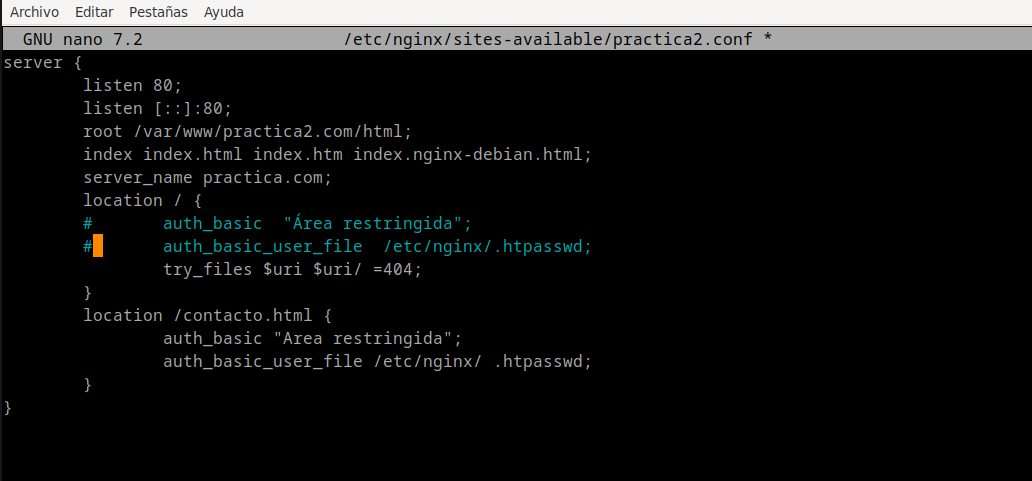 Archivo Editar Pestañas Ayuda
GNU nano 7.2 /etc/nginx/sites-available/practica2.conf *
server {
listen 80;
listen [::]:80;
root /var/www/practica2.com/html;
index index.html index.htm index.nginx-debian.html;
server_name practica.com;
location / {
# auth_basic "Área restringida";
# auth_basic_user_file /etc/nginx/.htpasswd;
try_files $uri $uri/ =404;
}
location /contacto.html {
auth_basic "Area restringida";
auth_basic_user_file /etc/nginx/ .htpasswd;
}
}